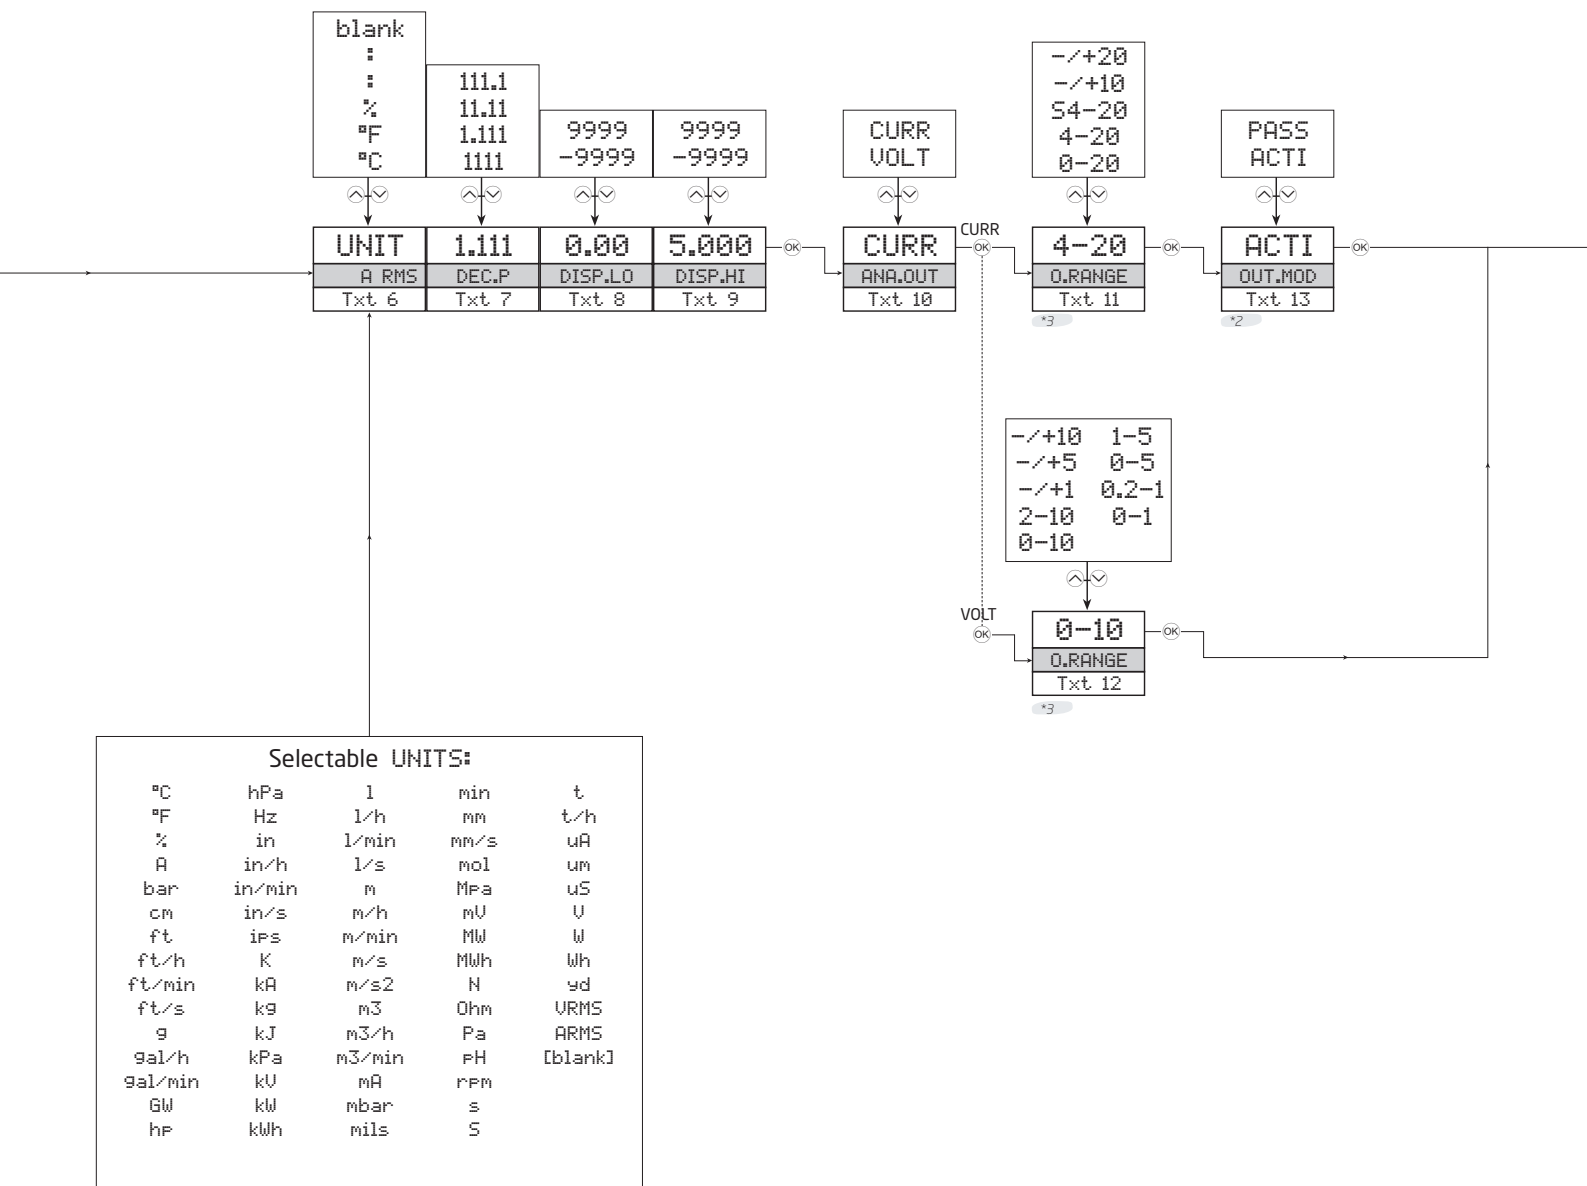 blank
:
:
%
°F
°C
111.1
11.11
1.111
1111
9999
-9999
9999
-9999
CURR
VOLT
-/+20
-/+10
S4-20
4-20
0-20
PASS
ACTI
UNIT
A RMS
Txt 6
1.111
DEC.P
Txt 7
0.00
DISP.LO
Txt 8
5.000
DISP.HI
Txt 9
OK
CURR
ANA.OUT
Txt 10
CURR
OK
4-20
O.RANGE
Txt 11
*3
OK
ACTI
OUT.MOD
Txt 13
*2
OK
-/+10 1-5
-/+5 0-5
-/+1 0.2-1
2-10 0-1
0-10
VOLT
OK
0-10
O.RANGE
Txt 12
*3
OK
Selectable UNITS:
°C hPa l min t
°F Hz l/h mm t/h
% in l/min mm/s uA
A in/h l/s mol um
bar in/min m Mpa uS
cm in/s m/h mV V
ft ips m/min MW W
ft/h K m/s MWh Wh
ft/min kA m/s2 N yd
ft/s kg m3 Ohm VRMS
g kJ m3/h Pa ARMS
gal/h kPa m3/min pH [blank]
gal/min kV mA rpm
GW kW mbar s
hp kWh mils S